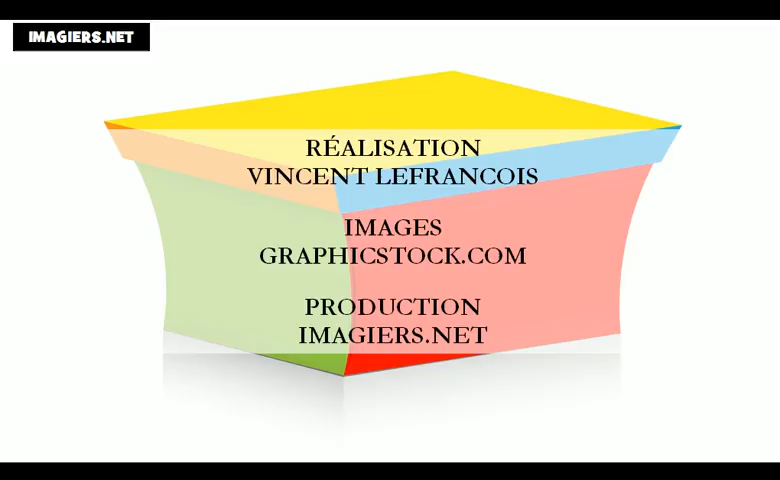 IMAGIERS.NET
RÉALISATION
VINCENT LEFRANCOIS
IMAGES
GRAPHICSTOCK.COM
PRODUCTION
IMAGIERS.NET